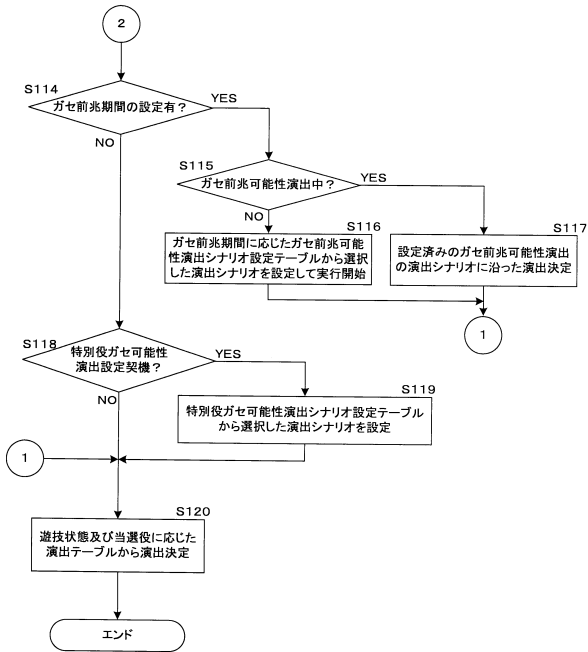 2
S114
ガセ前兆期間の設定有？
YES
NO
S115
ガセ前兆可能性演出中？
YES
NO
S116
ガセ前兆期間に応じたガセ前兆可能
性演出シナリオ設定テーブルから選択
した演出シナリオを設定して実行開始
S117
設定済みのガセ前兆可能性演出
の演出シナリオに沿った演出決定
1
S118
特別役ガセ可能性
演出設定契機？
YES
NO
S119
特別役ガセ可能性演出シナリオ設定テーブル
から選択した演出シナリオを設定
1
S120
遊技状態及び当選役に応じた
演出テーブルから演出決定
エンド